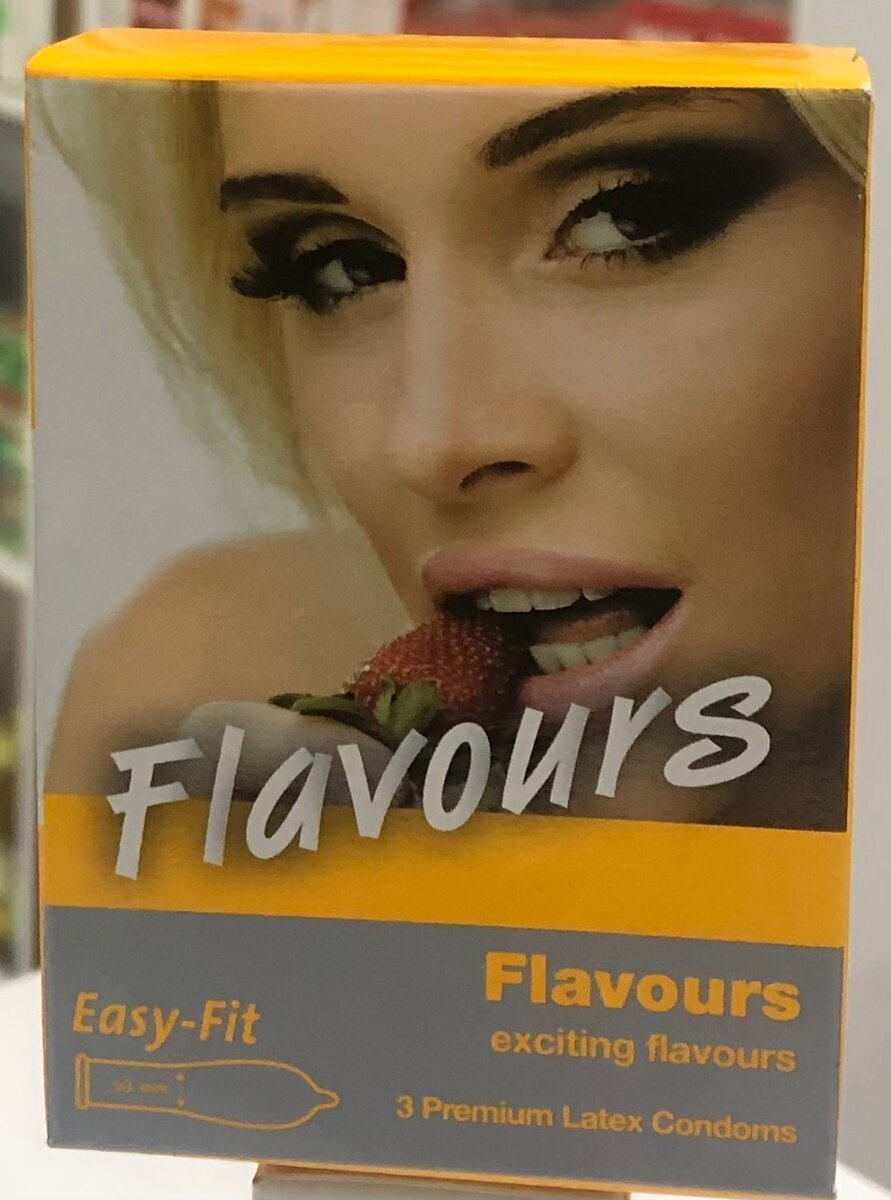 Flavours
Flavours
exciting flavours
Easy-Fit
3 Premium Latex Condoms